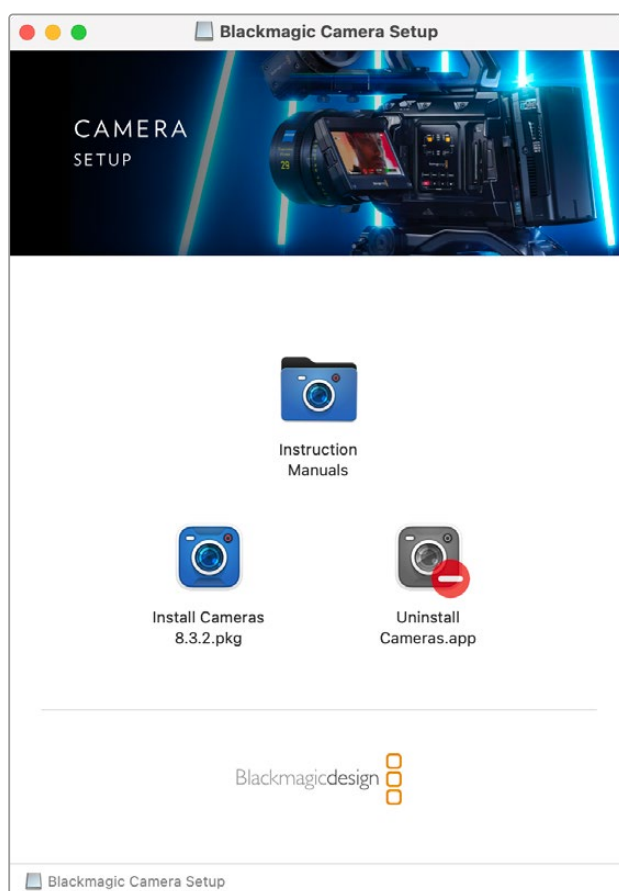 Blackmagic Camera Setup
CAMERA
SETUP
29
Instruction
Manuals
Install Cameras
8.3.2.pkg
Uninstall
Cameras.app
Blackmagicdesign
Blackmagic Camera Setup